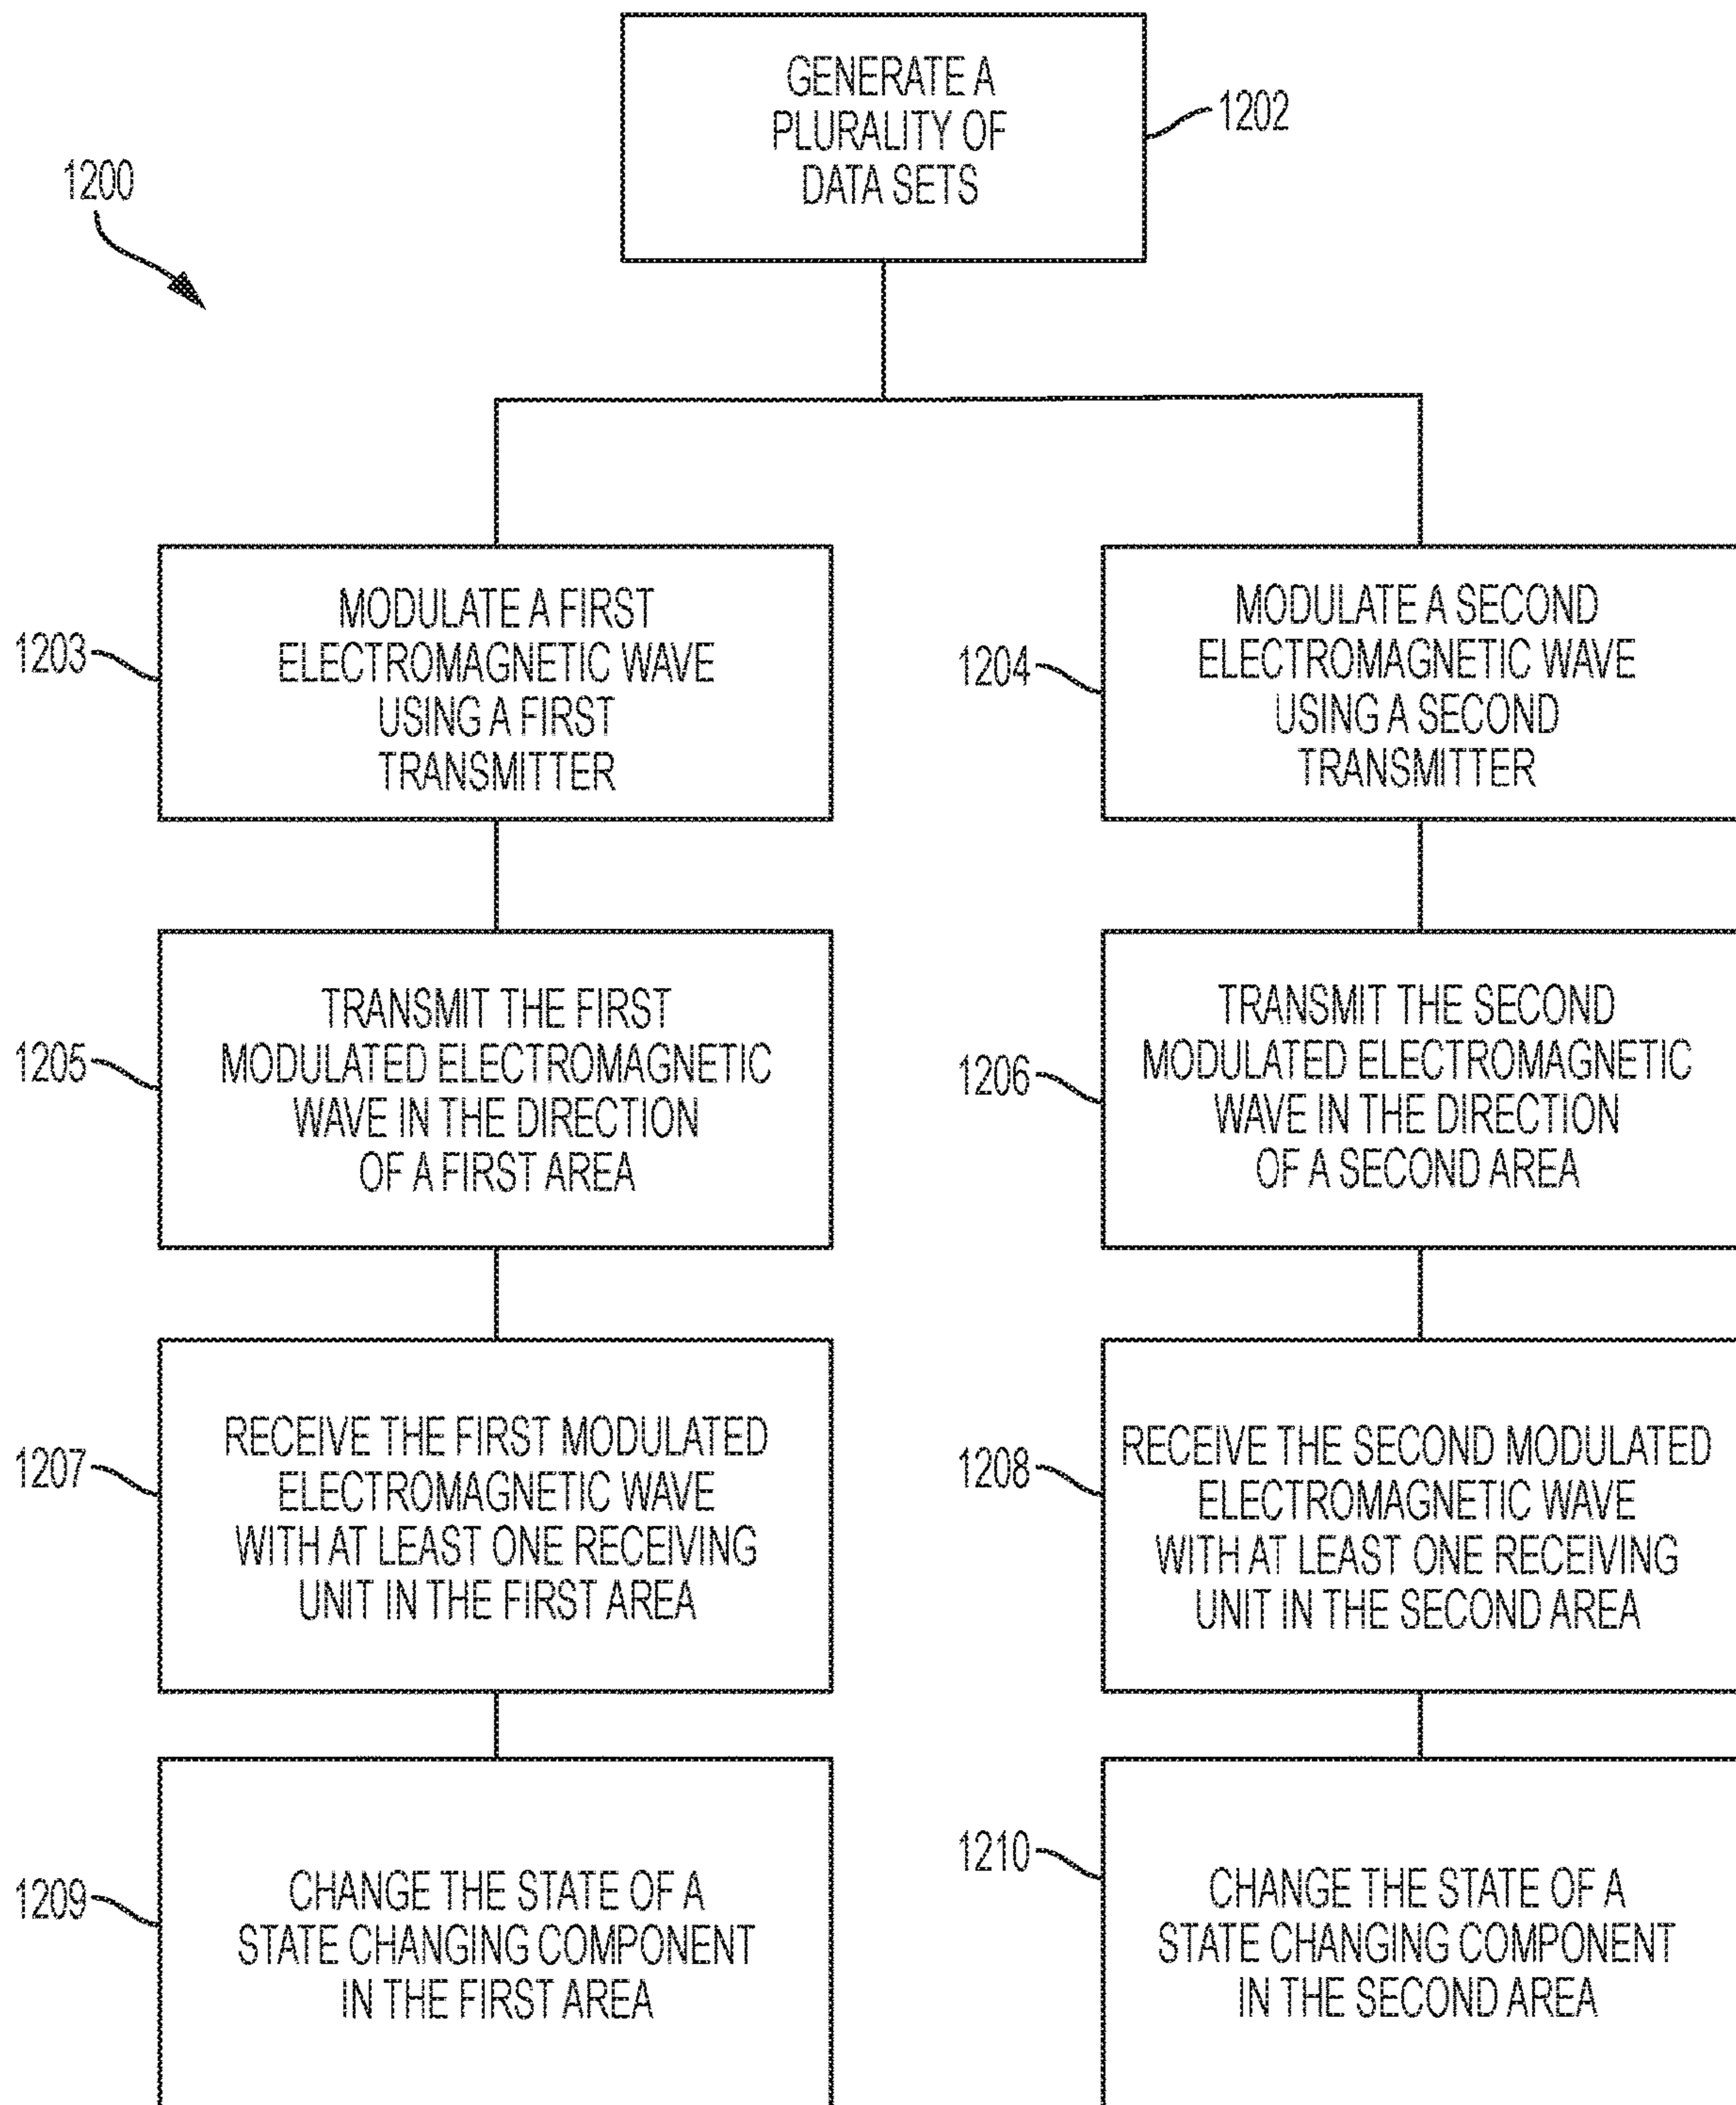 GENERATE A
PLURALITY OF
DATA SETS
1202
1200
MODULATE A FIRST
ELECTROMAGNETIC WAVE
USING A FIRST
TRANSMITTER
1203
MODULATE A SECOND
ELECTROMAGNETIC WAVE
USING A SECOND
TRANSMITTER
1204
TRANSMIT THE FIRST
MODULATED ELECTROMAGNETIC
WAVE IN THE DIRECTION
OF A FIRST AREA
1205
TRANSMIT THE SECOND
MODULATED ELECTROMAGNETIC
WAVE IN THE DIRECTION
OF A SECOND AREA
1206
RECEIVE THE FIRST MODULATED
ELECTROMAGNETIC WAVE
WITH AT LEAST ONE RECEIVING
UNIT IN THE FIRST AREA
1207
RECEIVE THE SECOND MODULATED
ELECTROMAGNETIC WAVE
WITH AT LEAST ONE RECEIVING
UNIT IN THE SECOND AREA
1208
CHANGE THE STATE OF A
STATE CHANGING COMPONENT
IN THE FIRST AREA
1209
CHANGE THE STATE OF A
STATE CHANGING COMPONENT
IN THE SECOND AREA
1210